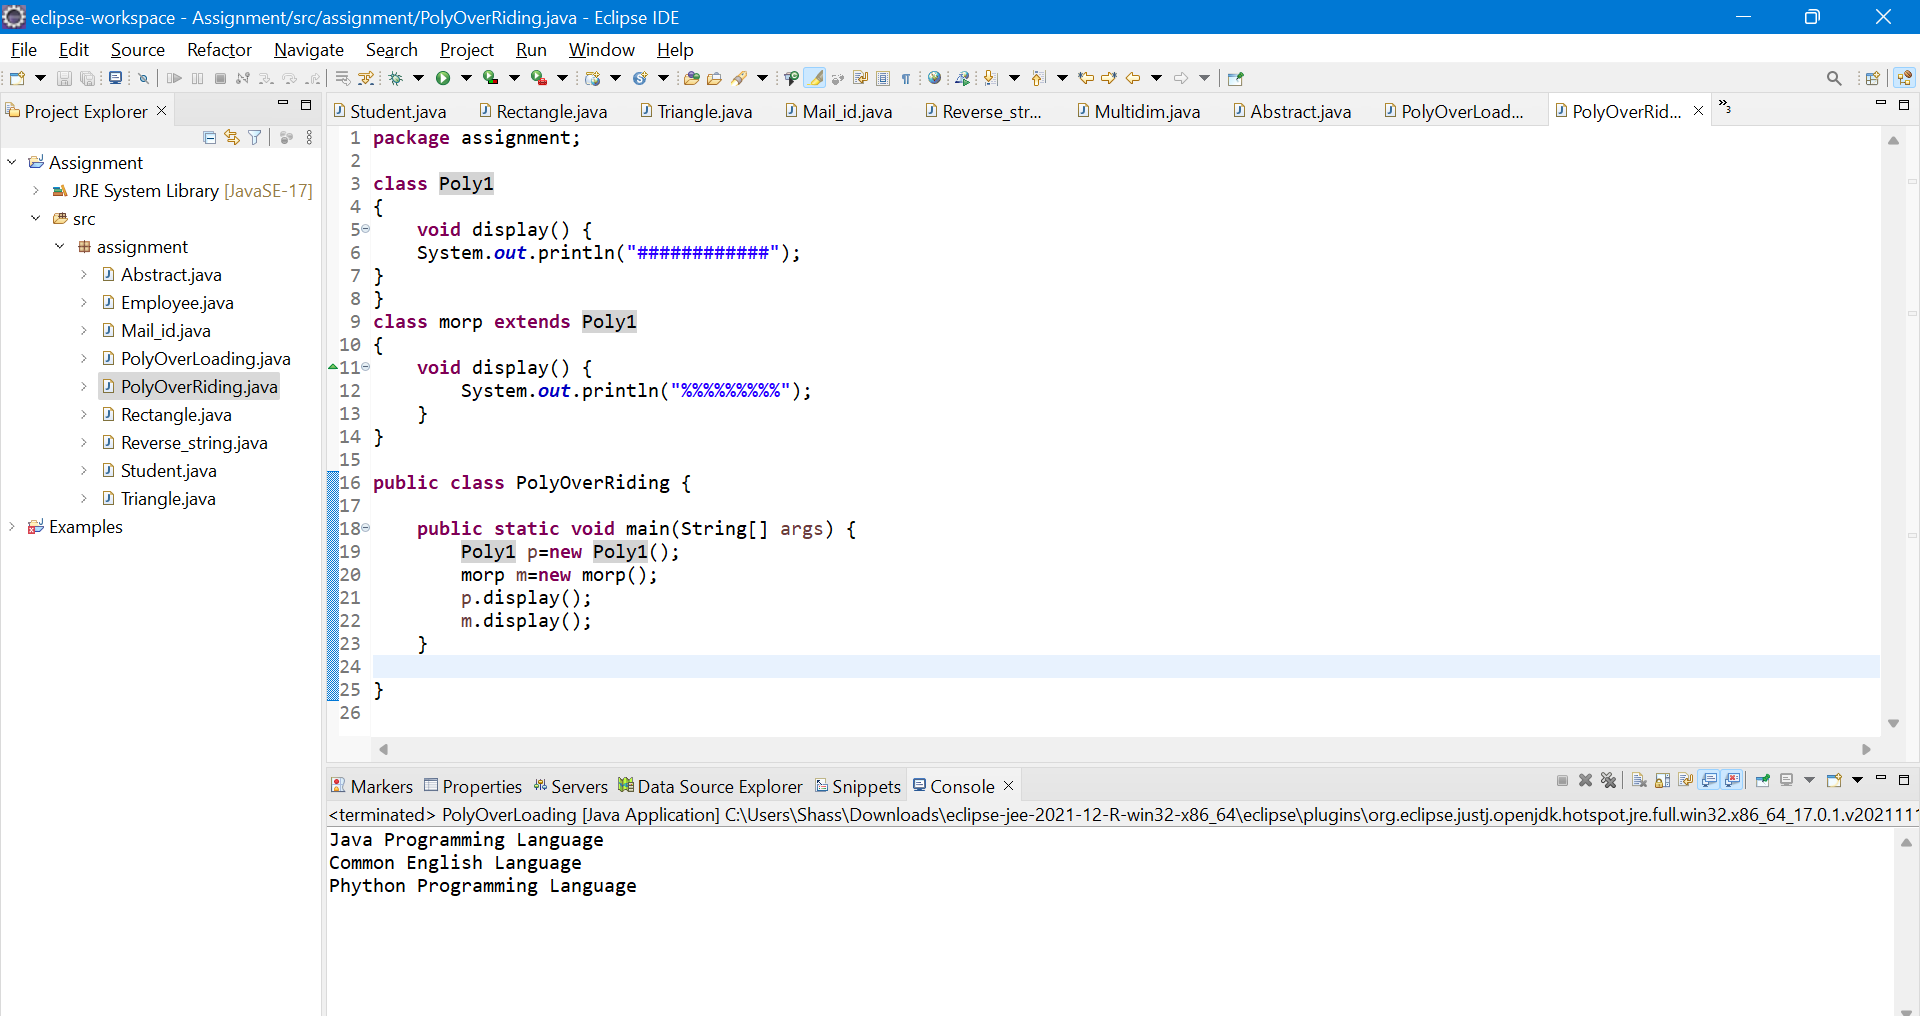 eclipse-workspace - Assignment/src/assignment/PolyOverRiding.java - Eclipse IDE
File Edit Source Refactor Navigate Search Project Run Window Help
Project Explorer
Assignment
JRE System Library [JavaSE-17]
src
assignment
Abstract.java
Employee.java
Mail_id.java
PolyOverLoading.java
PolyOverRiding.java
Rectangle.java
Reverse_string.java
Student.java
Triangle.java
Examples
Student.java Rectangle.java Triangle.java Mail_id.java Reverse_str... Multidim.java Abstract.java PolyOverLoad... PolyOverRid... »3
1 package assignment;
2
3 class Poly1
4 {
5 void display() {
6 System.out.println("############");
7 }
8 }
9 class morp extends Poly1
10 {
11 void display() {
12 System.out.println("%%%%%%%%%");
13 }
14 }
15
16 public class PolyOverRiding {
17
18 public static void main(String[] args) {
19 Poly1 p=new Poly1();
20 morp m=new morp();
21 p.display();
22 m.display();
23 }
24
25 }
26
Markers Properties Servers Data Source Explorer Snippets Console
<terminated> PolyOverLoading [Java Application] C:\Users\Shass\Downloads\eclipse-jee-2021-12-R-win32-x86_64\eclipse\plugins\org.eclipse.justj.openjdk.hotspot.jre.full.win32.x86_64_17.0.1.v2021111
Java Programming Language
Common English Language
Phython Programming Language